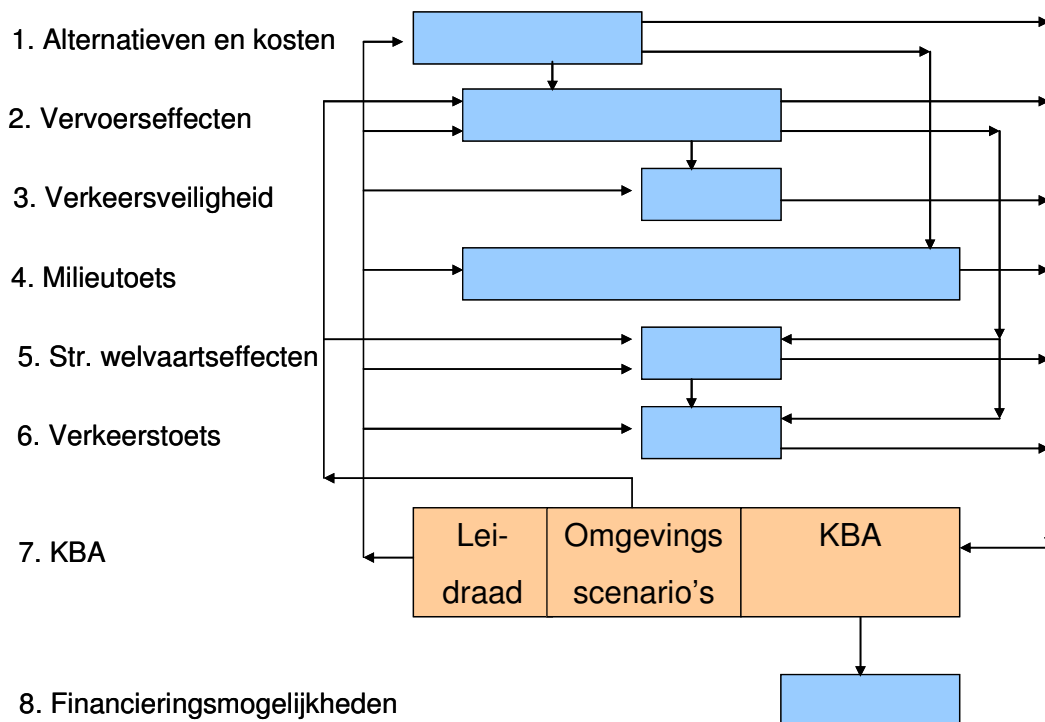 1. Alternatieven en kosten
2. Vervoerseffecten
3. Verkeersveiligheid
4. Milieutoets
5. Str. welvaartseffecten
6. Verkeerstoets
7. KBA
Lei-
draad
Omgevings
scenario's
KBA
8. Financieringsmogelijkheden